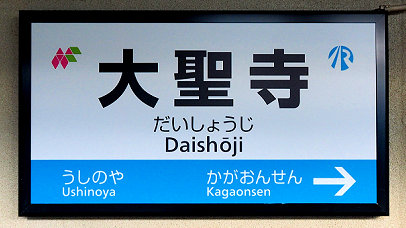 大聖寺
だいしょうじ
Daishōji
うしのや かがおんせん
Ushinoya Kagaonsen